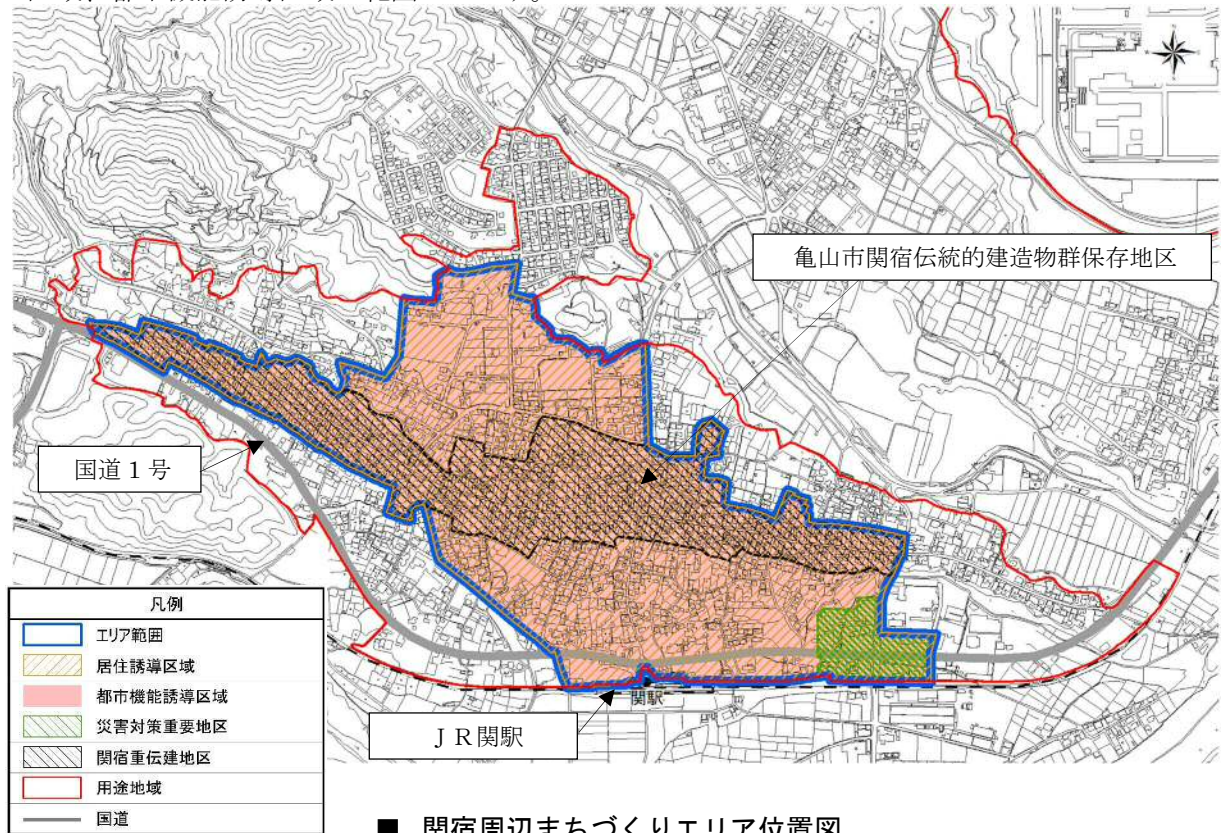 亀山市関宿伝統的建造物群保存地区
国道1号
関駅
JR関駅
凡例
エリア範囲
居住誘導区域
都市機能誘導区域
災害対策重要地区
関宿重伝建地区
用途地域
国道
■ 関宿周辺まちづくりエリア位置図